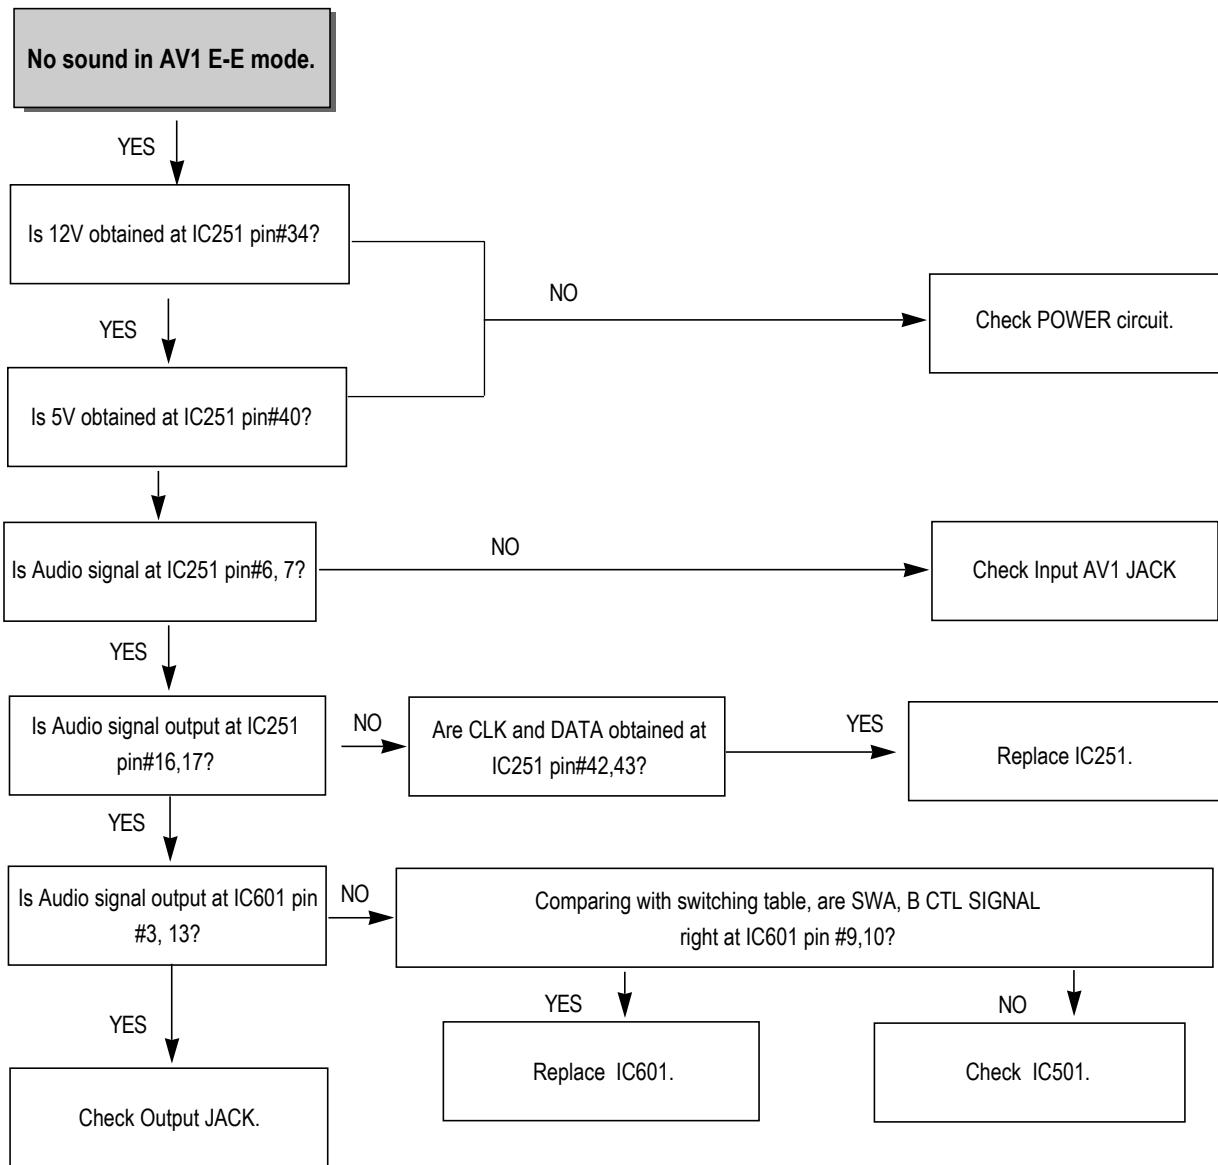 No sound in AV1 E-E mode.
YES
Is 12V obtained at IC251 pin#34?
NO
Check POWER circuit.
YES
Is 5V obtained at IC251 pin#40?
Is Audio signal at IC251 pin#6, 7?
NO
Check Input AV1 JACK
YES
Is Audio signal output at IC251
pin#16,17?
NO
Are CLK and DATA obtained at
IC251 pin#42,43?
YES
Replace IC251.
YES
Is Audio signal output at IC601 pin
#3, 13?
NO
Comparing with switching table, are SWA, B CTL SIGNAL
right at IC601 pin #9,10?
YES
NO
YES
Replace IC601.
Check IC501.
Check Output JACK.